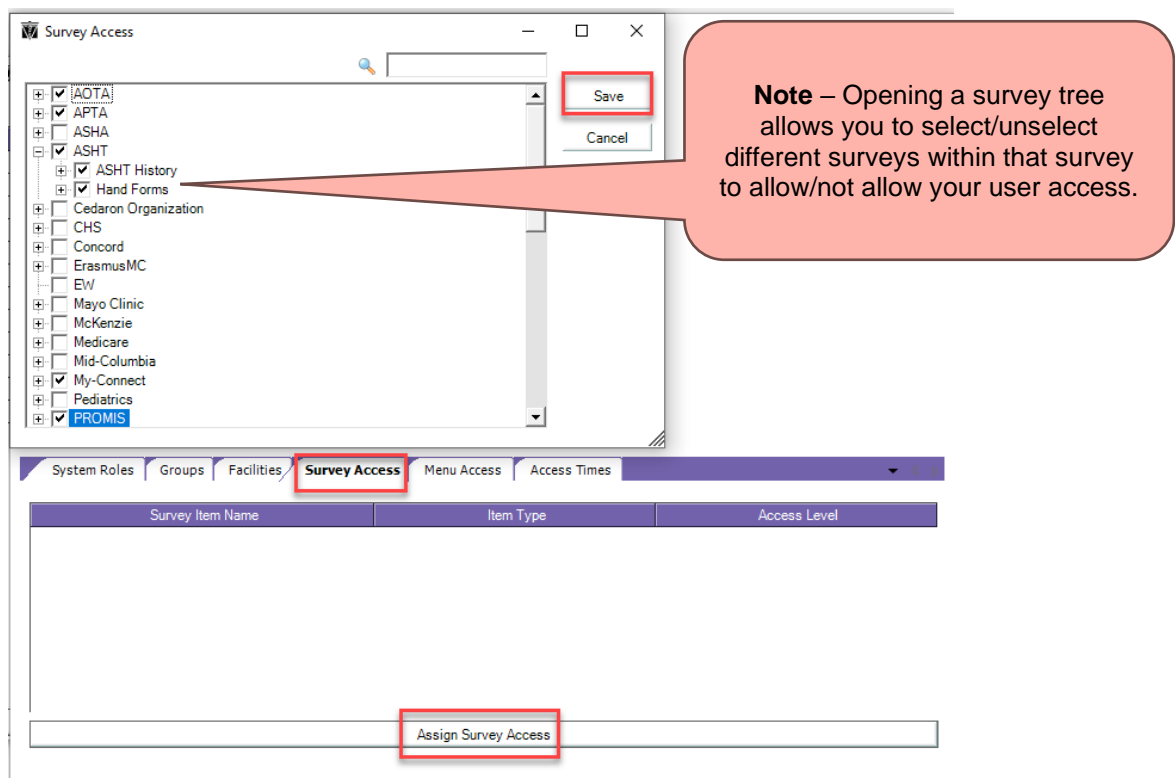 Survey Access
AOTA
APTA
ASHA
ASHT
ASHT History
Hand Forms
Cedaron Organization
CHS
Concord
ErasmusMC
EW
Mayo Clinic
McKenzie
Medicare
Mid-Columbia
My-Connect
Pediatrics
PROMIS
Save
Cancel
Note – Opening a survey tree
allows you to select/unselect
different surveys within that survey
to allow/not allow your user access.
System Roles Groups Facilities Survey Access Menu Access Access Times
Survey Item Name Item Type Access Level
Assign Survey Access